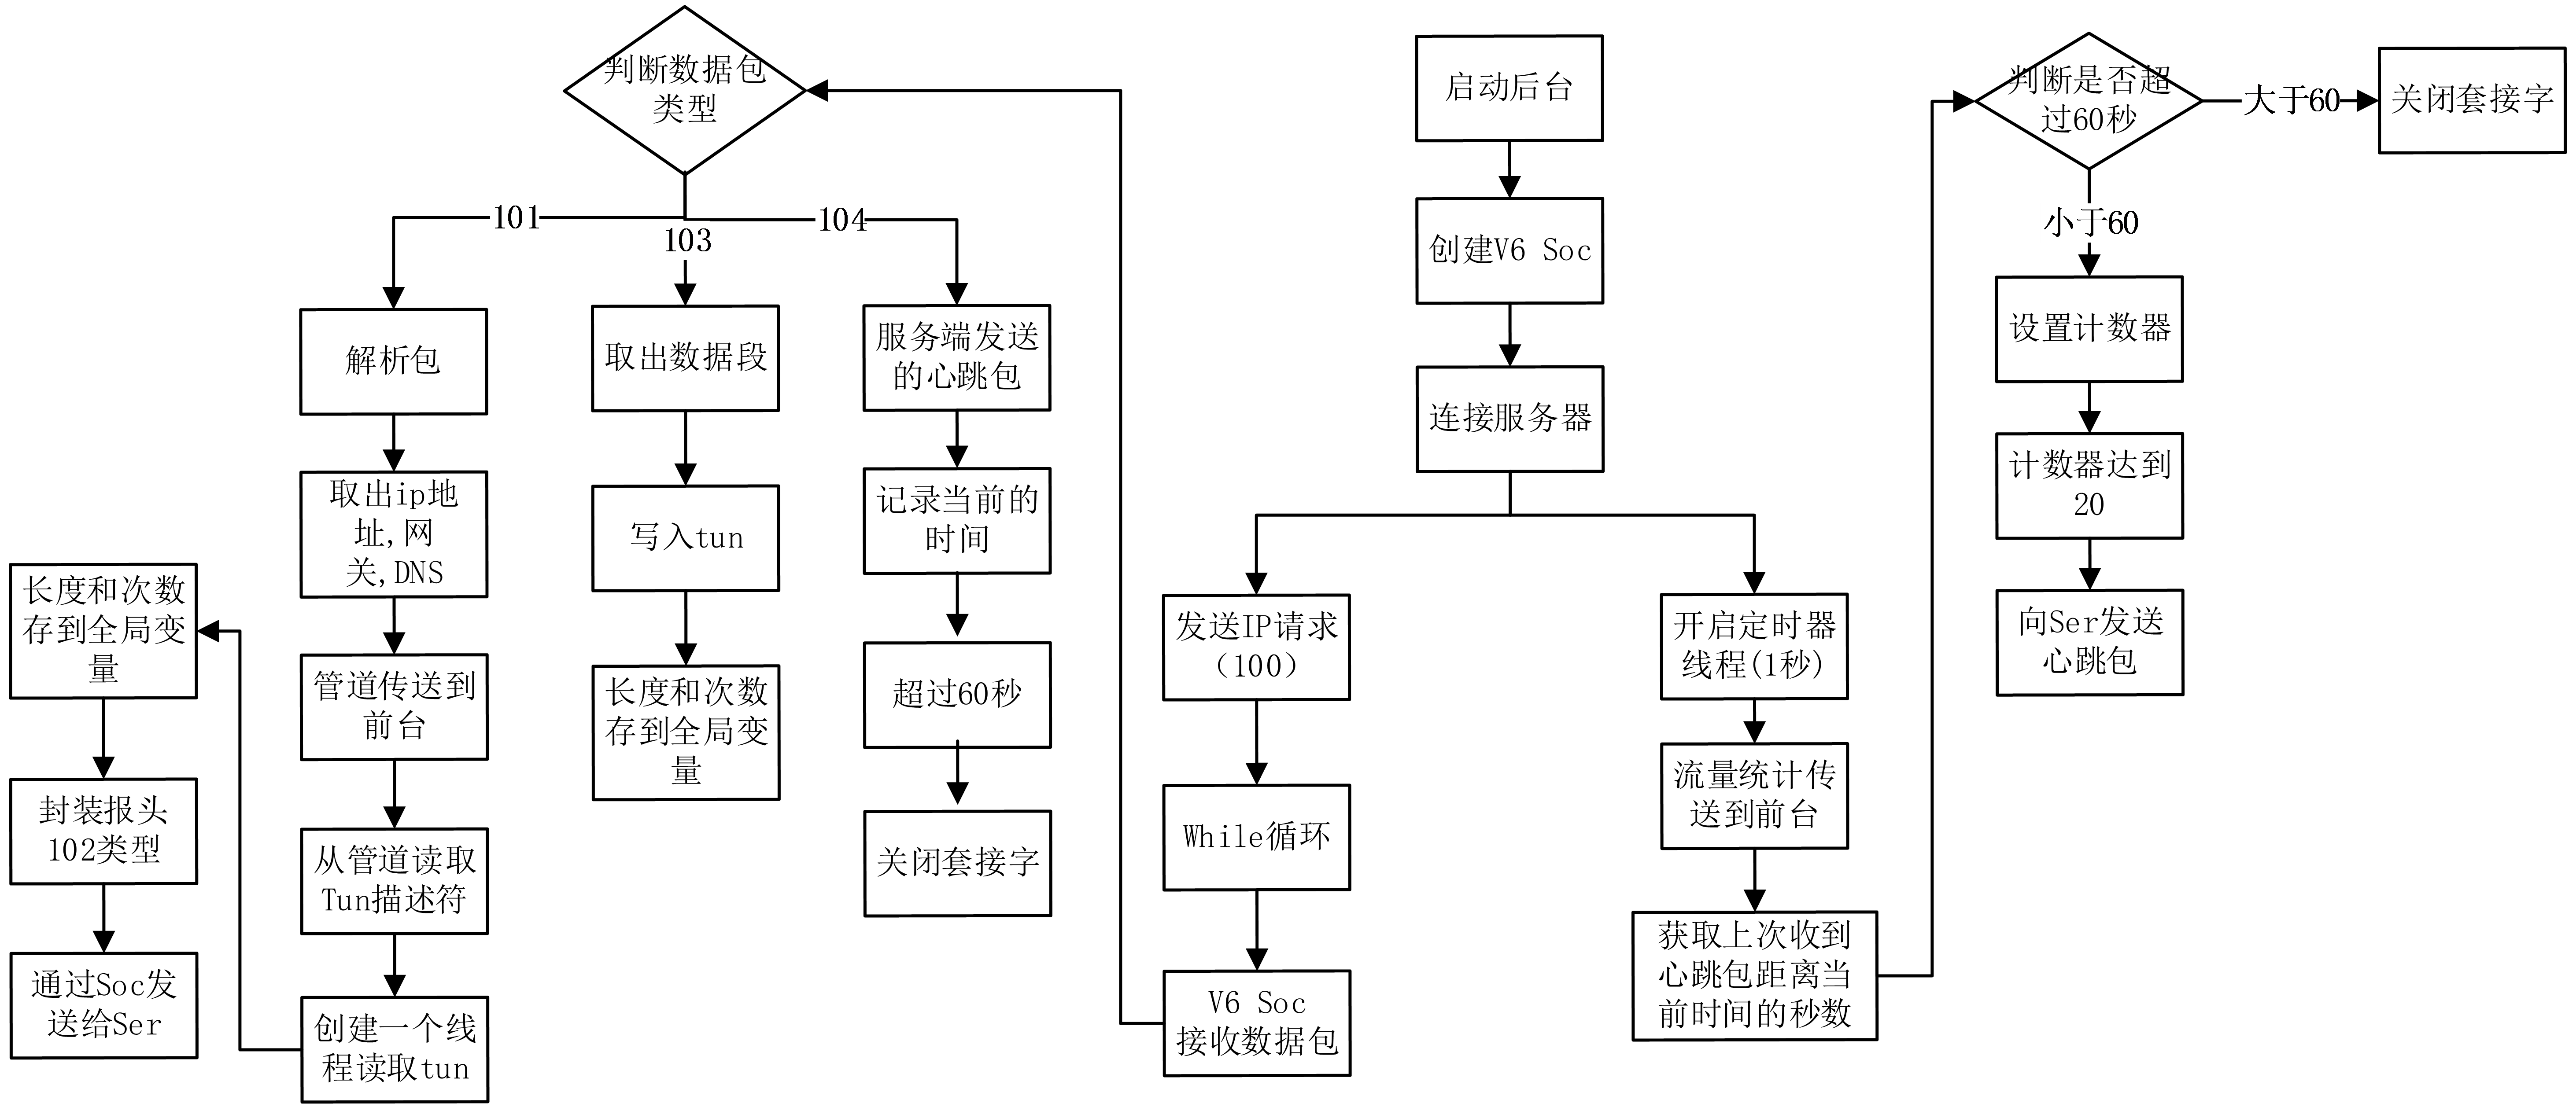 判断数据包
类型
101
103
104
解析包
取出ip地
址,网
关,DNS
管道传送到
前台
从管道读取
Tun描述符
创建一个线
程读取tun
长度和次数
存到全局变
量
封装报头
102类型
通过Soc发
送给Ser
取出数据段
写入tun
长度和次数
存到全局变
量
服务端发送
的心跳包
记录当前的
时间
超过60秒
关闭套接字
启动后台
创建V6 Soc
连接服务器
发送IP请求
（100）
While循环
V6 Soc
接收数据包
开启定时器
线程(1秒)
流量统计传
送到前台
获取上次收到
心跳包距离当
前时间的秒数
判断是否超
过60秒
大于60
关闭套接字
小于60
设置计数器
计数器达到
20
向Ser发送
心跳包